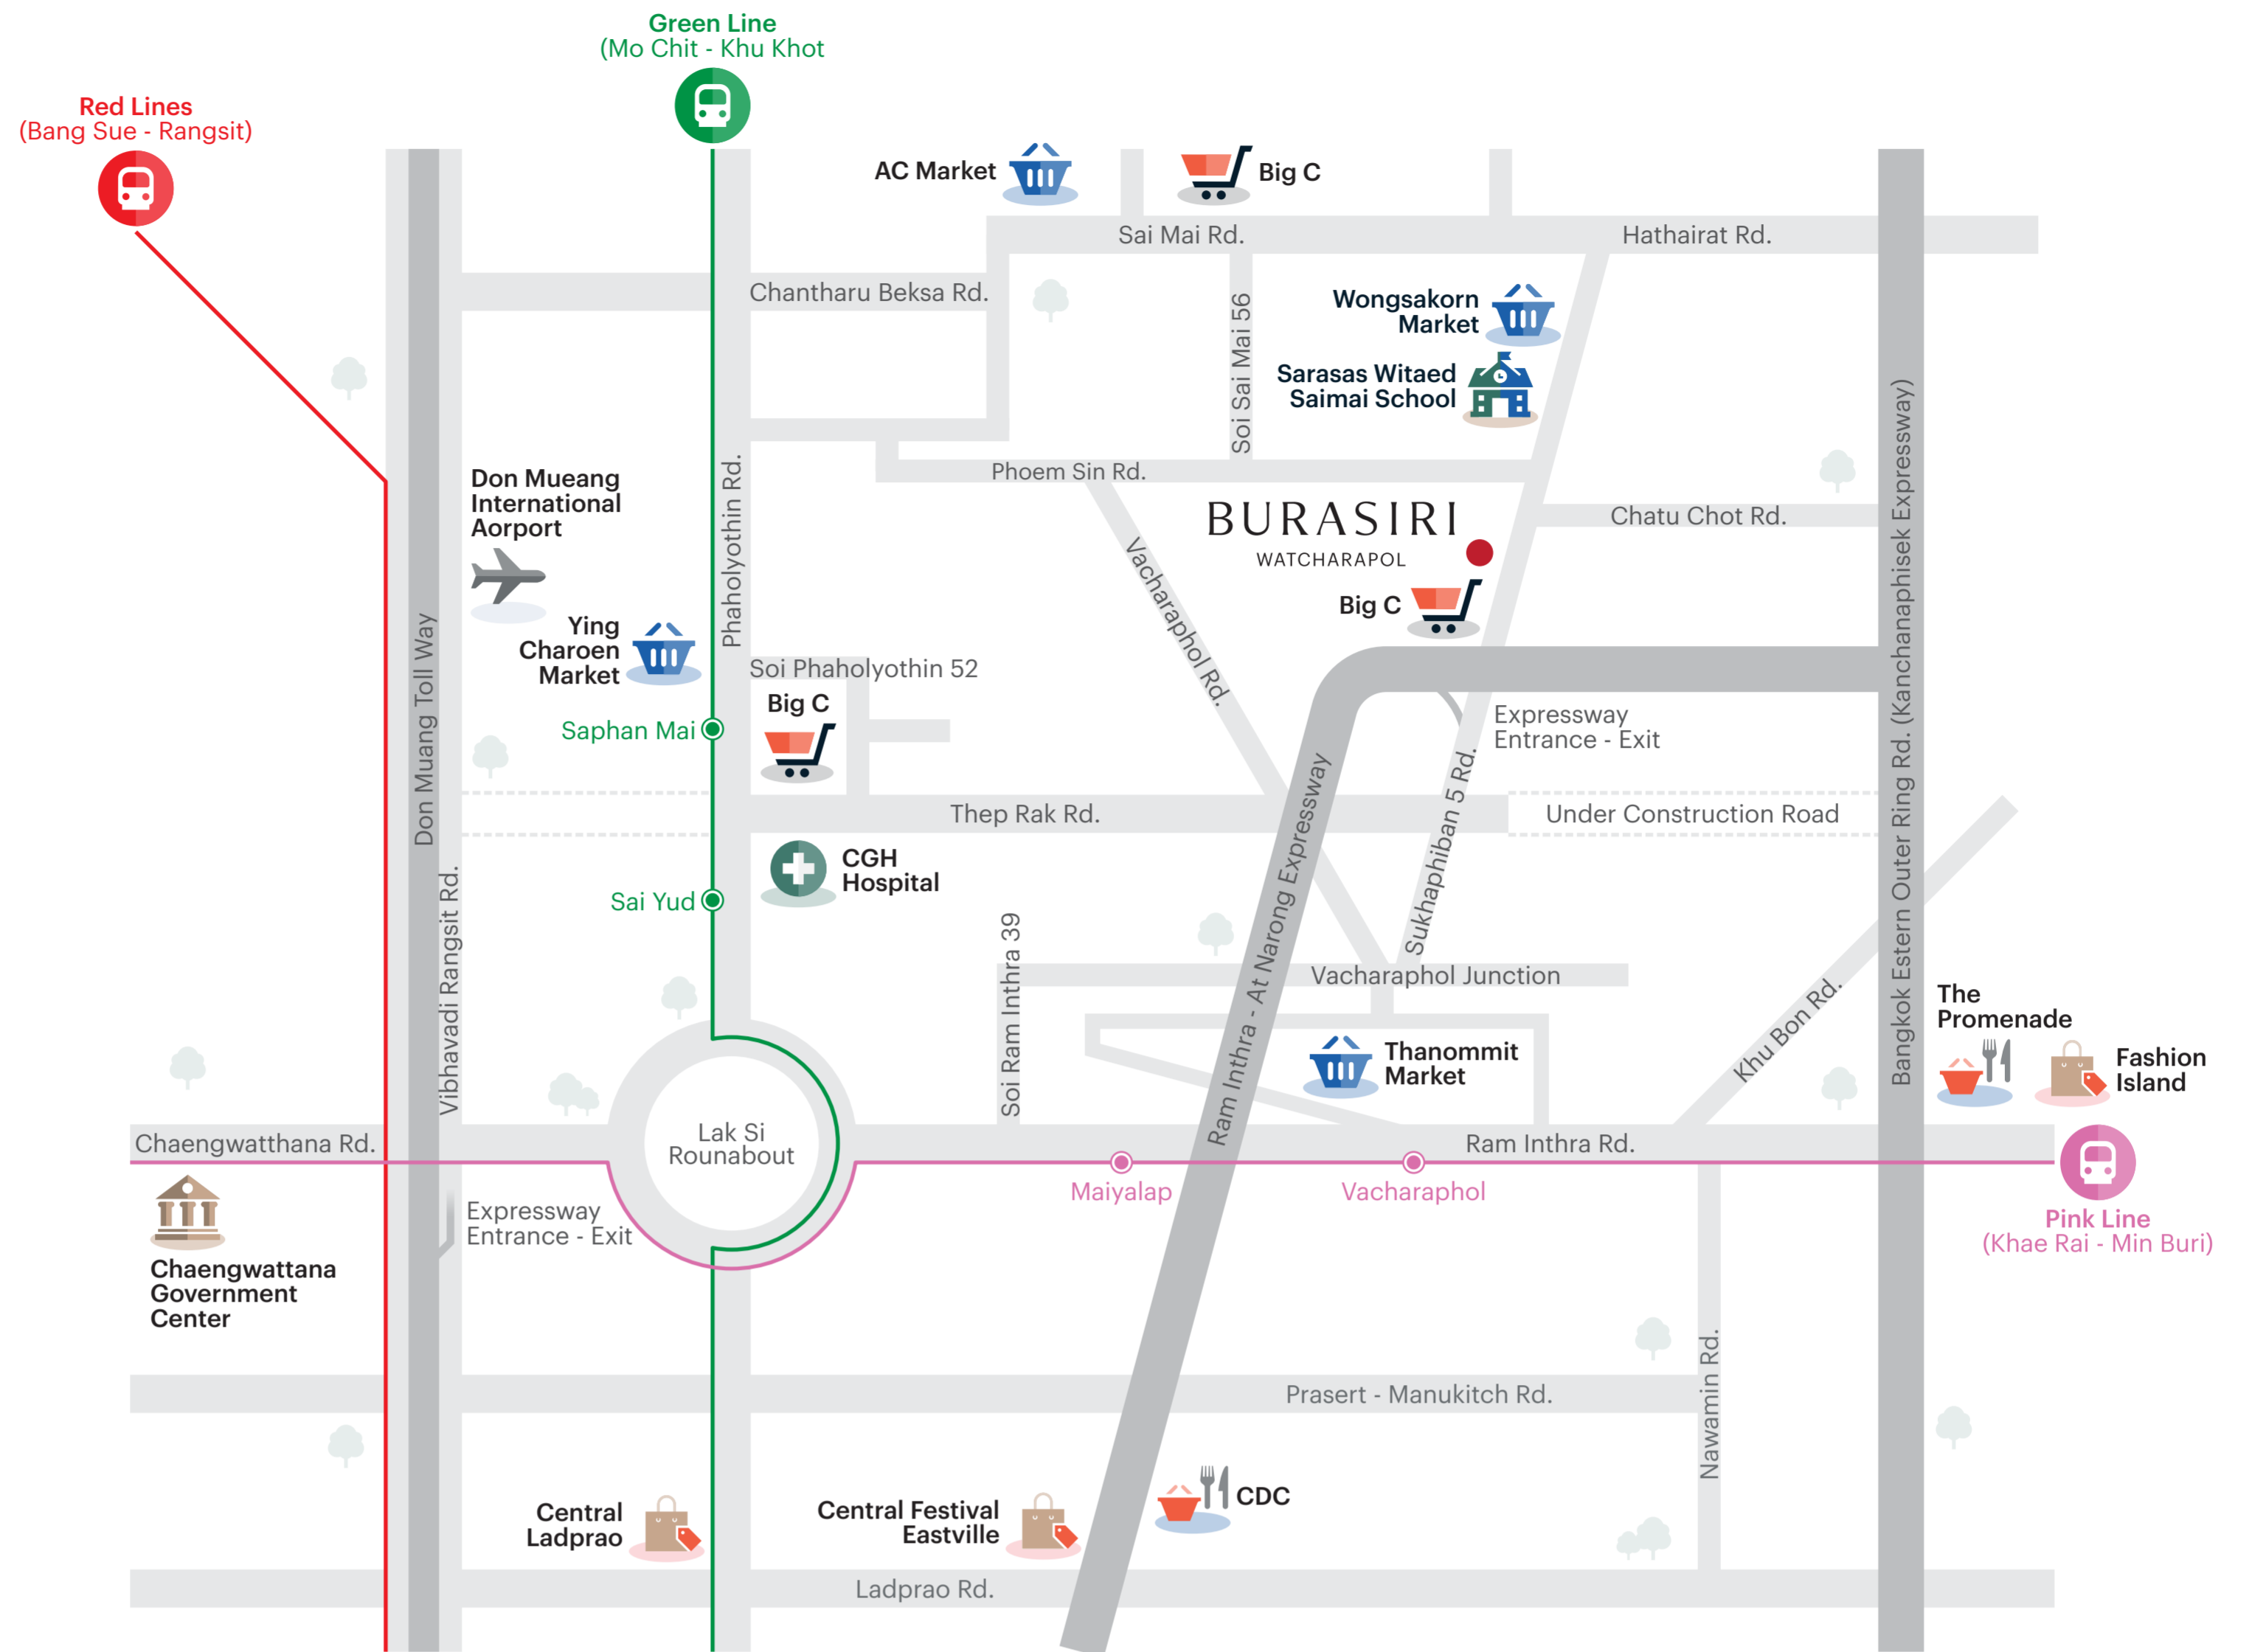 Green Line
(Mo Chit - Khu Khot
Red Lines
(Bang Sue - Rangsit)
AC Market
Big C
Sai Mai Rd.
Hathairat Rd.
Chantharu Beksa Rd.
Soi Sai Mai 56
Wongsakorn
Market
Sarasas Witaed
Saimai School
Phoem Sin Rd.
Don Mueang
International
Aorport
Phaholyothin Rd.
BURASIRI
WATCHARAPOL
Chatu Chot Rd.
Big C
Vacharaphol Rd.
Ying
Charoen
Market
Soi Phaholyothin 52
Big C
Saphan Mai
Don Muang Toll Way
Expressway
Entrance - Exit
Bangkok Estern Outer Ring Rd. (Kanchanaphisek Expressway)
Thep Rak Rd.
Under Construction Road
Sukhaphiban 5 Rd.
Ram Inthra - At Narong Expressway
CGH
Hospital
Sai Yud
Vibhavadi Rangsit Rd.
Soi Ram Inthra 39
Vacharaphol Junction
Khu Bon Rd.
The
Promenade
Fashion
Island
Thanommit
Market
Lak Si
Rounabout
Chaengwatthana Rd.
Ram Inthra Rd.
Maiyalap
Vacharaphol
Pink Line
(Khae Rai - Min Buri)
Expressway
Entrance - Exit
Chaengwattana
Government
Center
Prasert - Manukitch Rd.
Nawamin Rd.
Central
Ladprao
Central Festival
Eastville
CDC
Ladprao Rd.